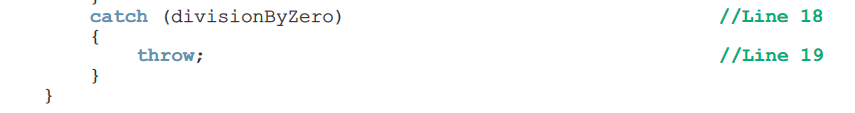 }
catch (divisionByZero) //Line 18
{
throw; //Line 19
}
}